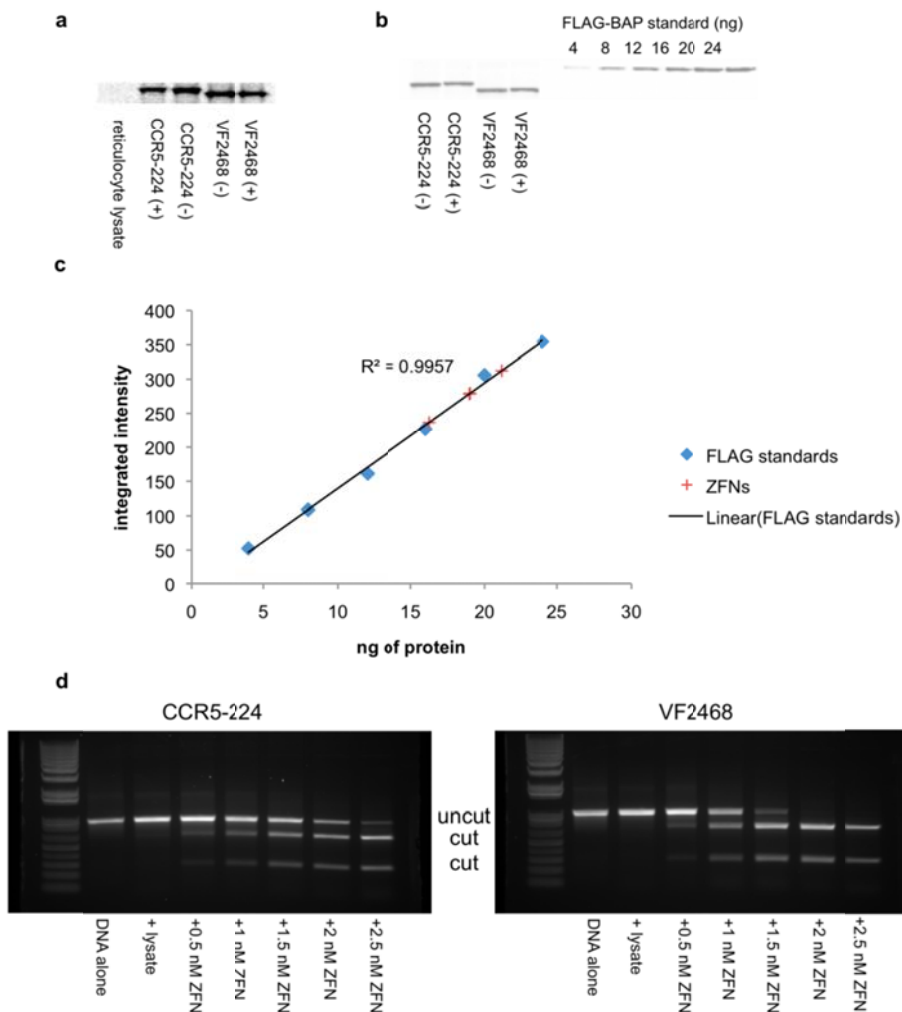 a
reticulocyte lysate
CCR5-224 (+)
CCR5-224 (-)
VF2468 (-)
VF2468 (+)
b
FLAG-BAP standard (ng)
4 8 12 16 20 24
CCR5-224 (-)
CCR5-224 (+)
VF2468 (-)
VF2468 (+)
c
integrated intensity
400
350
300
250
200
150
100
50
0
R² = 0.9957
0 5 10 15 20 25 30
ng of protein
FLAG standards
ZFNs
Linear(FLAG standards)
d
CCR5-224
DNA alone
+ lysate
+0.5 nM ZFN
+1 nM ZFN
+1.5 nM ZFN
+2 nM ZFN
+2.5 nM ZFN
uncut
cut
cut
VF2468
DNA alone
+ lysate
+0.5 nM ZFN
+1 nM ZFN
+1.5 nM ZFN
+2 nM ZFN
+2.5 nM ZFN